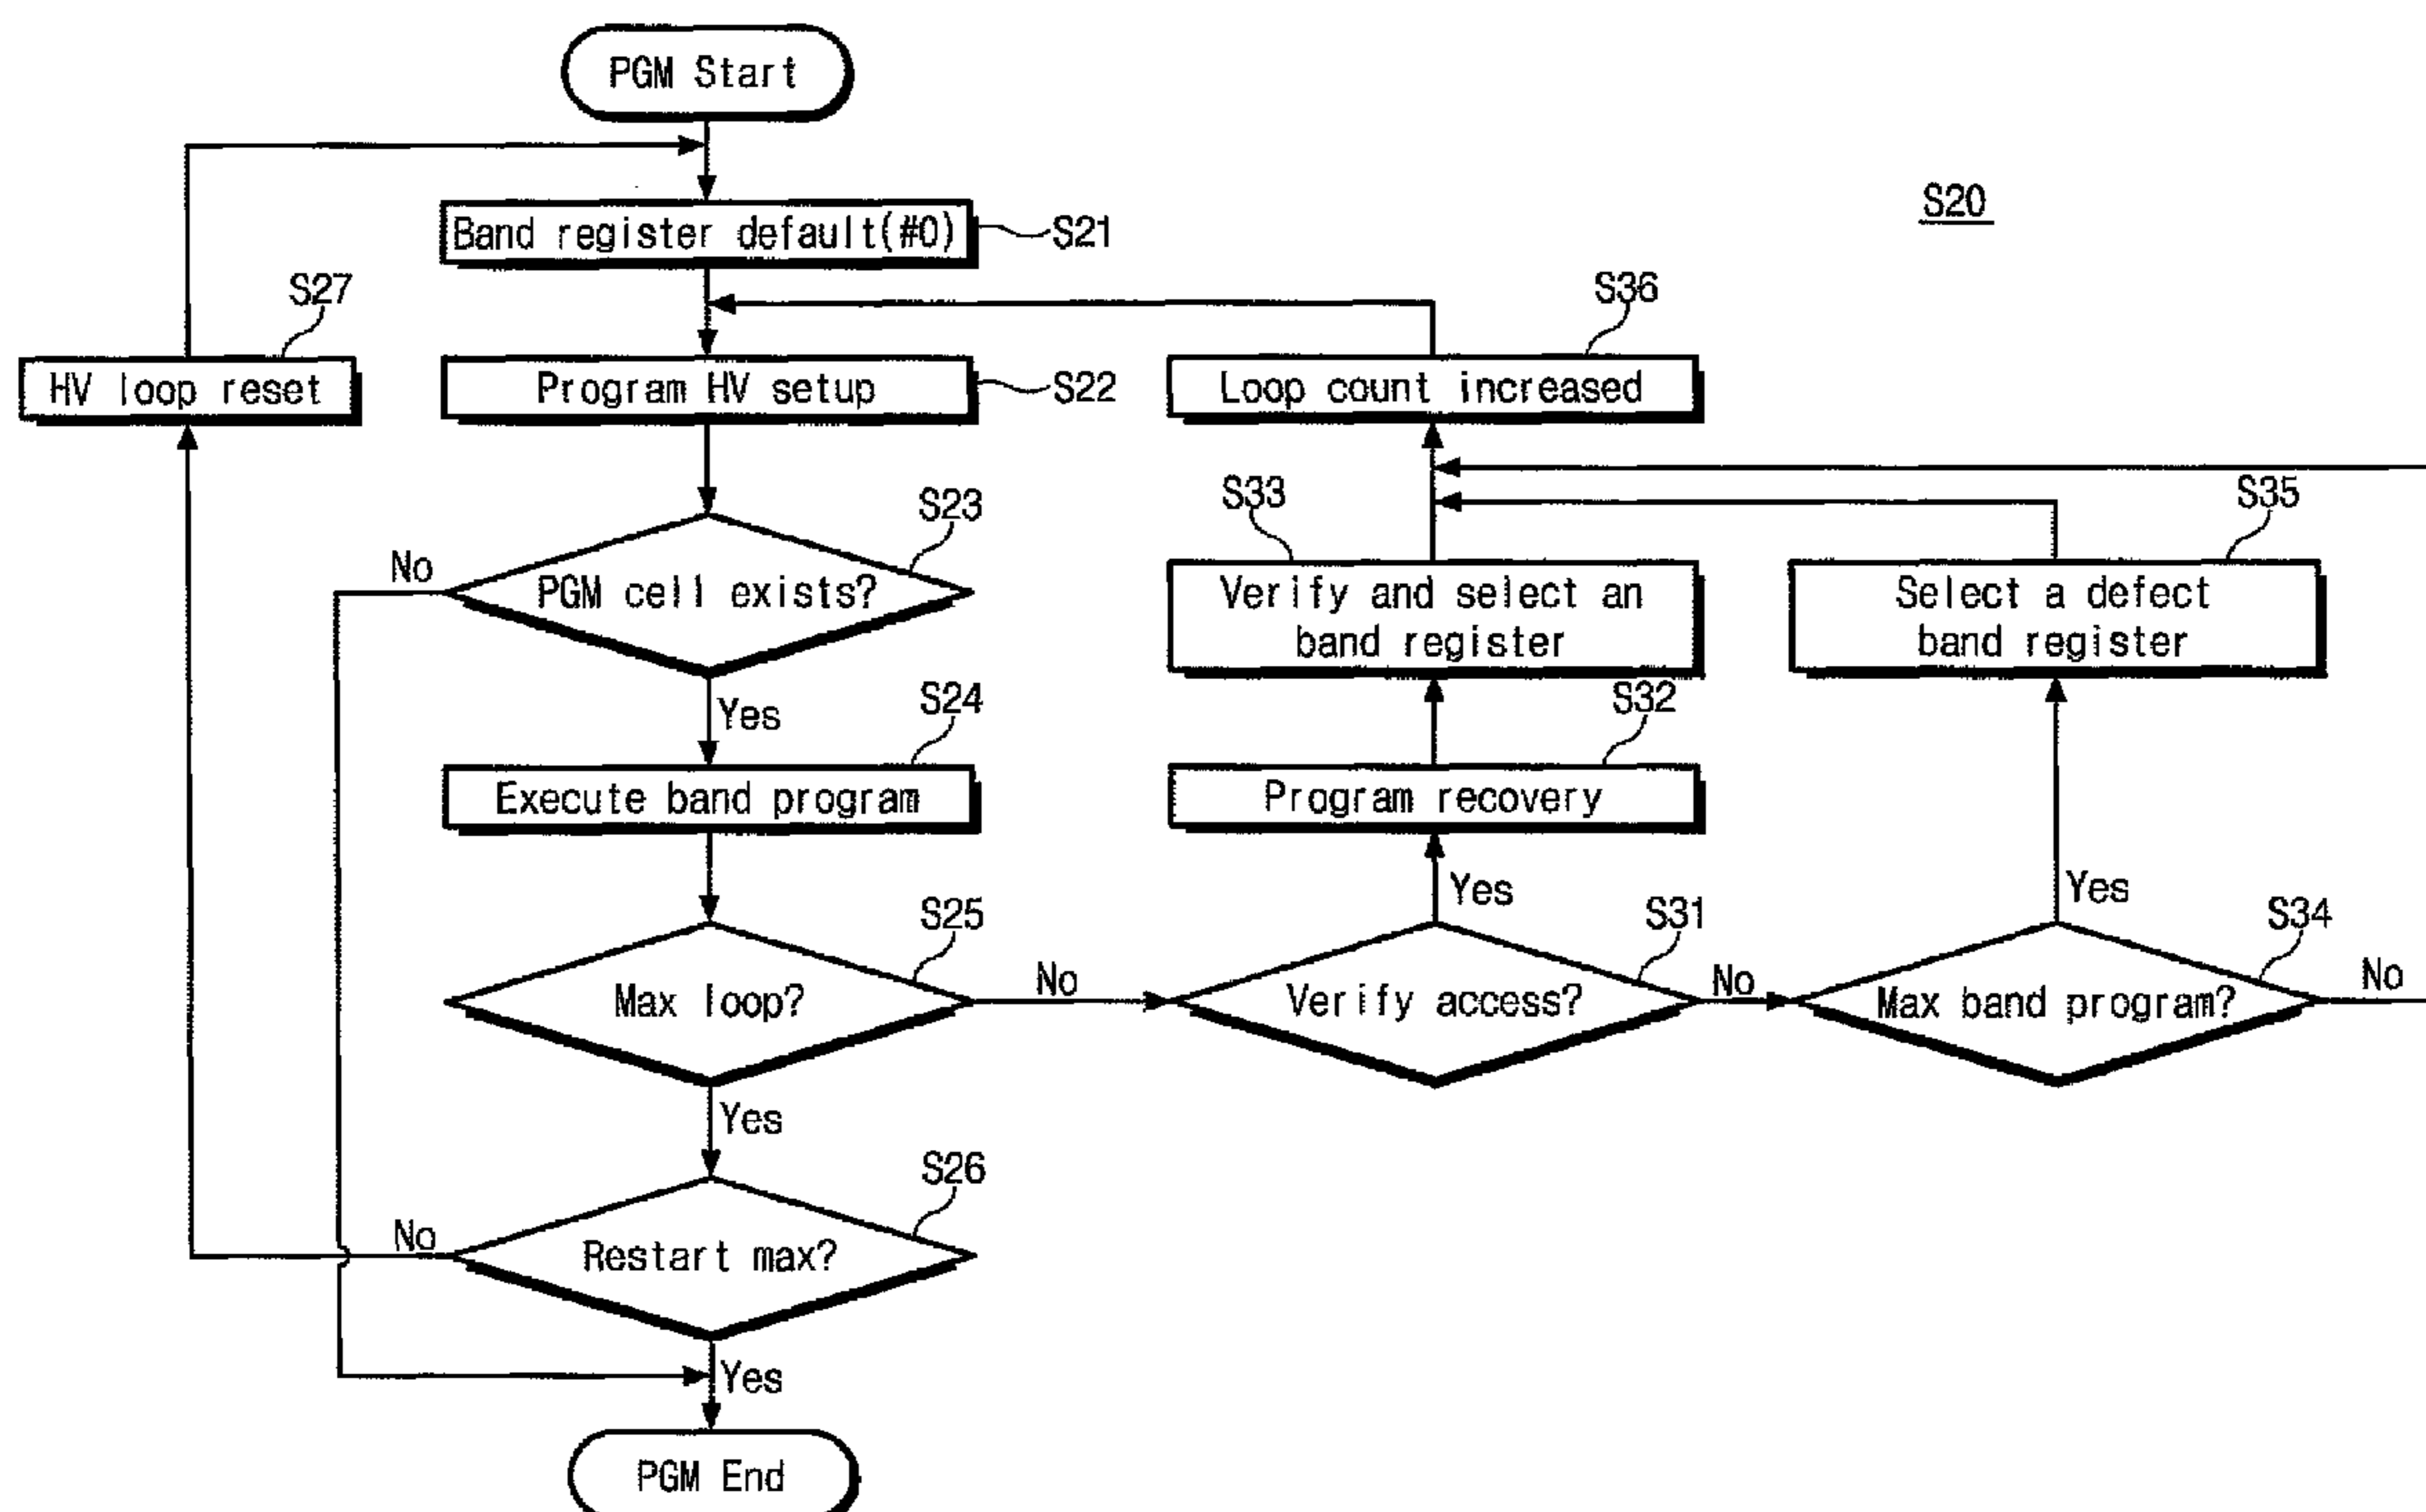 PGM Start
S20
Band register default(#0)
S21
S27
S36
HV loop reset
Program HV setup
S22
Loop count increased
S23
S33
S35
No
PGM cell exists?
Verify and select an
band register
Select a defect
band register
Yes
S24
S32
Execute band program
Program recovery
Yes
Yes
S25
S31
S34
Max loop?
No
Verify access?
No
Max band program?
No
Yes
S26
No
Restart max?
Yes
PGM End